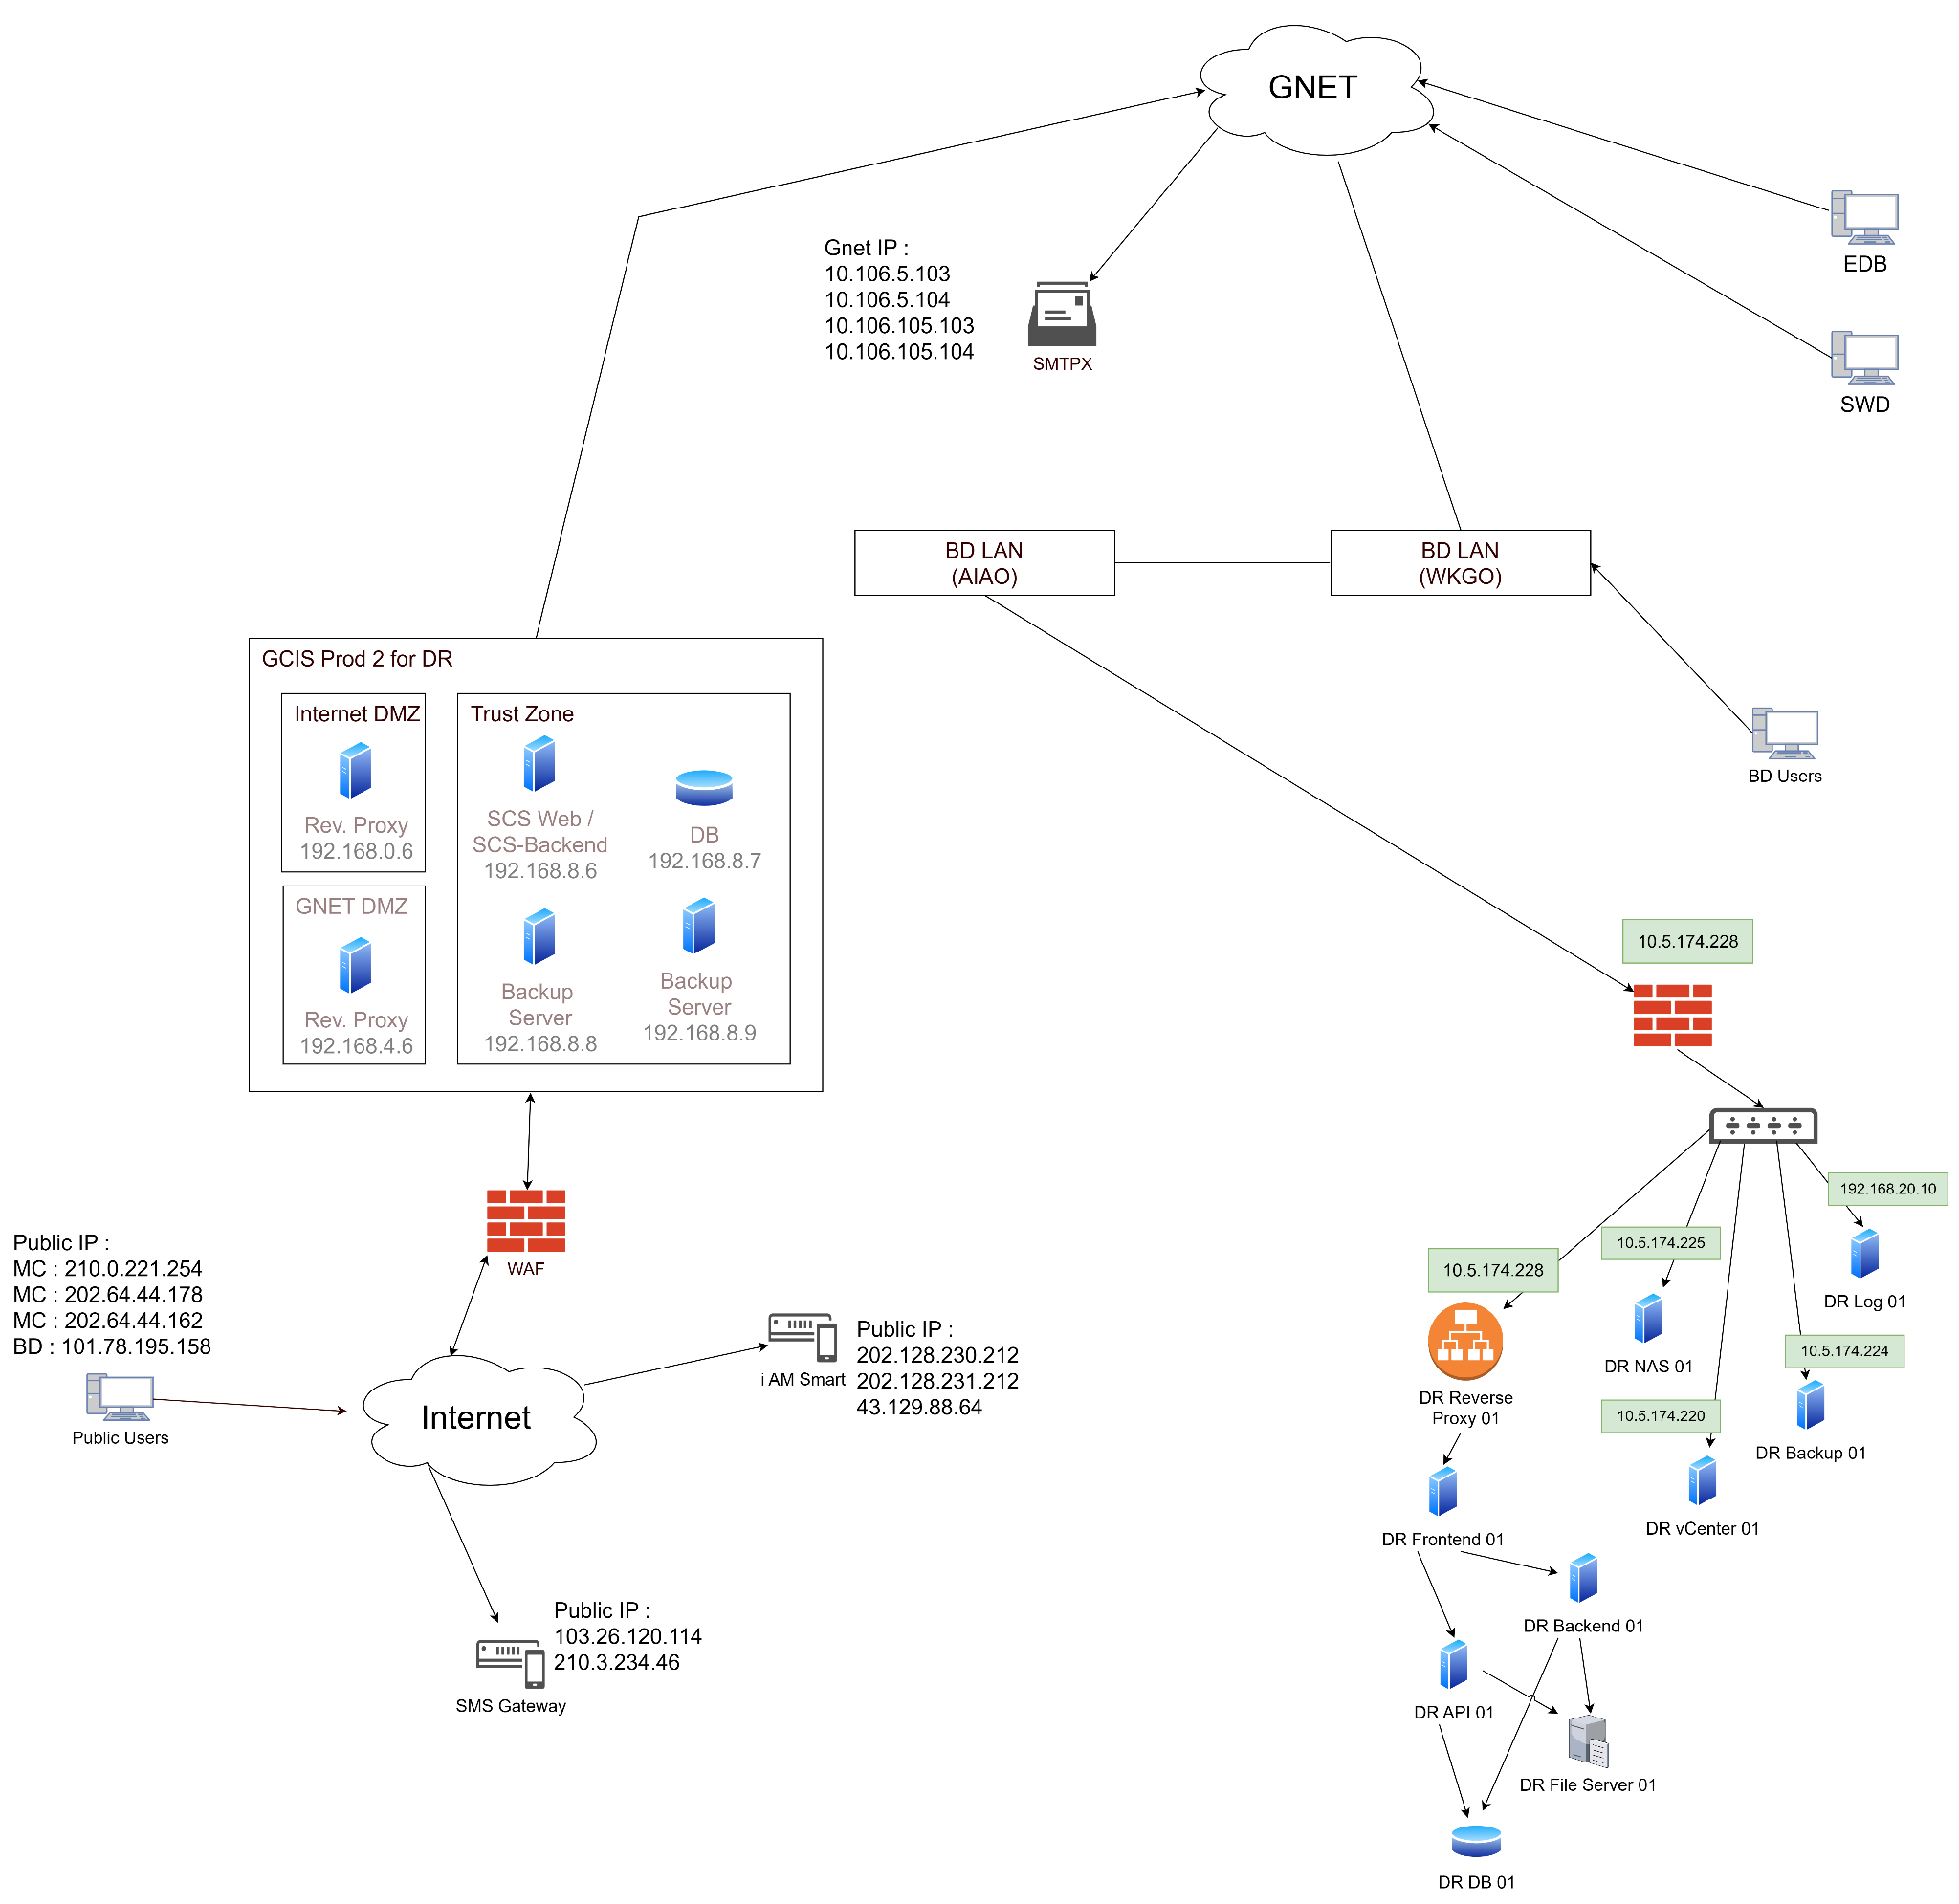 GNET
Gnet IP :
10.106.5.103
10.106.5.104
10.106.105.103
10.106.105.104
SMTPX
EDB
SWD
BD LAN
(AIAO)
BD LAN
(WKGO)
BD Users
GCIS Prod 2 for DR
Internet DMZ
Rev. Proxy
192.168.0.6
GNET DMZ
Rev. Proxy
192.168.4.6
Trust Zone
SCS Web /
SCS-Backend
192.168.8.6
DB
192.168.8.7
Backup
Server
192.168.8.8
Backup
Server
192.168.8.9
WAF
Public IP :
MC : 210.0.221.254
MC : 202.64.44.178
MC : 202.64.44.162
BD : 101.78.195.158
Public Users
Internet
i AM Smart
Public IP :
202.128.230.212
202.128.231.212
43.129.88.64
SMS Gateway
Public IP :
103.26.120.114
210.3.234.46
10.5.174.228
192.168.20.10
DR Log 01
10.5.174.225
DR NAS 01
10.5.174.228
DR Reverse
Proxy 01
10.5.174.224
DR Backup 01
10.5.174.220
DR vCenter 01
DR Frontend 01
DR Backend 01
DR API 01
DR File Server 01
DR DB 01